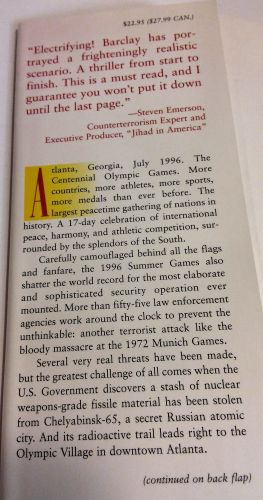 $22.95 ($27.99 CAN.)
"Electrifying! Barclay has por-
trayed a frighteningly realistic
scenario. A thriller from start to
finish. This is a must read, and I
guarantee you won't put it down
until the last page."
—Steven Emerson,
Counterterrorism Expert and
Executive Producer, "Jihad in America"
Atlanta, Georgia, July 1996. The
Centennial Olympic Games. More
countries, more athletes, more sports,
more medals than ever before. The
largest peacetime gathering of nations in
history. A 17-day celebration of international
peace, harmony, and athletic competition, sur-
rounded by the splendors of the South.
Carefully camouflaged behind all the flags
and fanfare, the 1996 Summer Games also
shatter the world record for the most elaborate
and sophisticated security operation ever
mounted. More than fifty-five law enforcement
agencies work around the clock to prevent the
unthinkable: another terrorist attack like the
bloody massacre at the 1972 Munich Games.
Several very real threats have been made,
but the greatest challenge of all comes when the
U.S. Government discovers a stash of nuclear
weapons-grade fissile material has been stolen
from Chelyabinsk-65, a secret Russian atomic
city. And its radioactive trail leads right to the
Olympic Village in downtown Atlanta.
(continued on back flap)